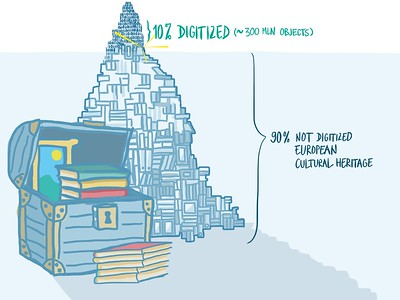 10% DIGITIZED (~ 300 MLN OBJECTS)
90% NOT DIGITIZED
EUROPEAN
CULTURAL HERITAGE